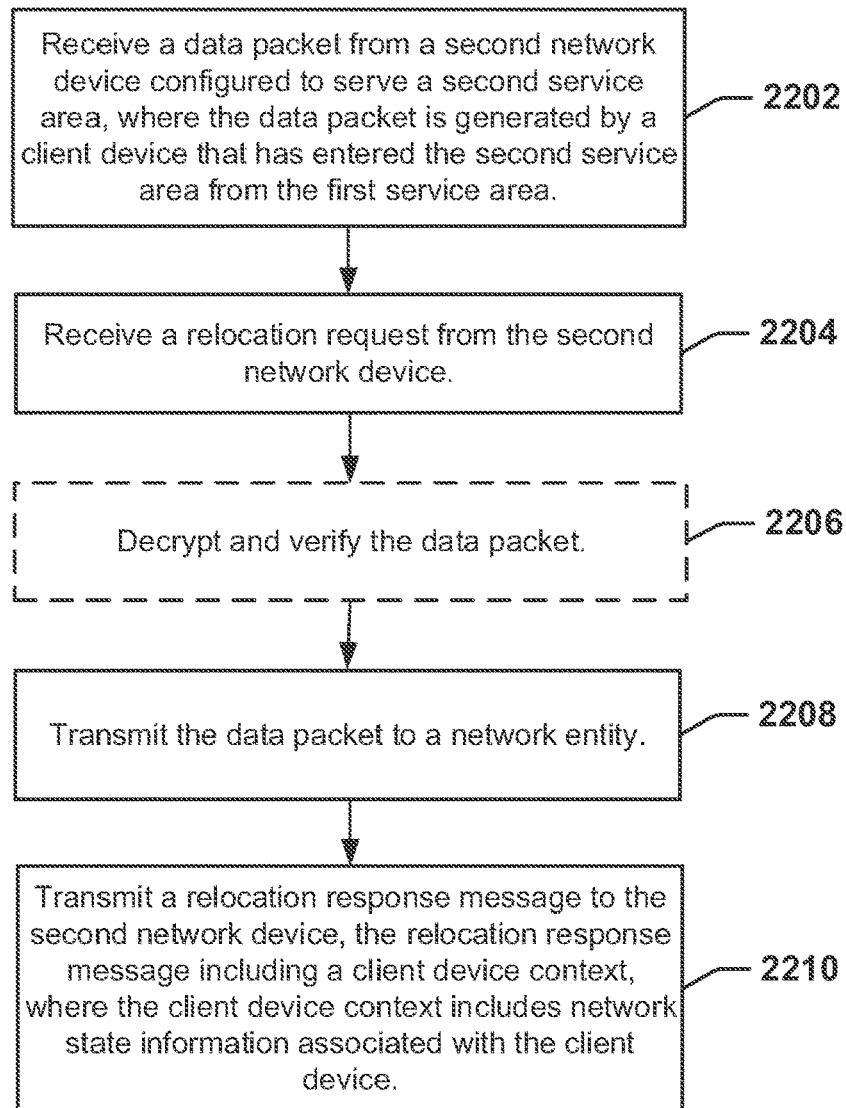 Receive a data packet from a second network
device configured to serve a second service
area, where the data packet is generated by a
client device that has entered the second service
area from the first service area.
2202
Receive a relocation request from the second
network device.
2204
Decrypt and verify the data packet.
2206
Transmit the data packet to a network entity.
2208
Transmit a relocation response message to the
second network device, the relocation response
message including a client device context,
where the client device context includes network
state information associated with the client
device.
2210